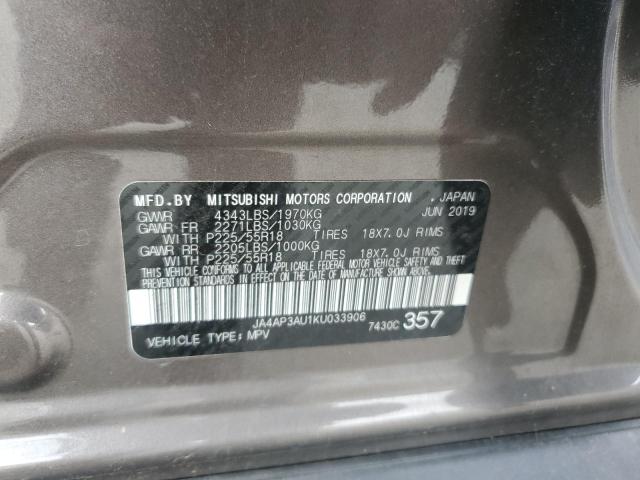 MFD.BY MITSUBISHI MOTORS CORPORATION . JAPAN
GVWR 4343LBS/1970KG JUN 2019
GAWR FR 2271LBS/1030KG
WITH P225/55R18 TIRES 18X7.0J RIMS
GAWR RR 2205LBS/1000KG
WITH P225/55R18 TIRES 18X7.0J RIMS
THIS VEHICLE CONFORMS TO ALL APPLICABLE FEDERAL MOTOR VEHICLE SAFETY, BUMPER AND THEFT
PREVENTION STANDARDS IN EFFECT ON THE DATE OF MANUFACTURE SHOWN ABOVE.
JA4AP3AU1KU033906
VEHICLE TYPE: MPV 7430C 357